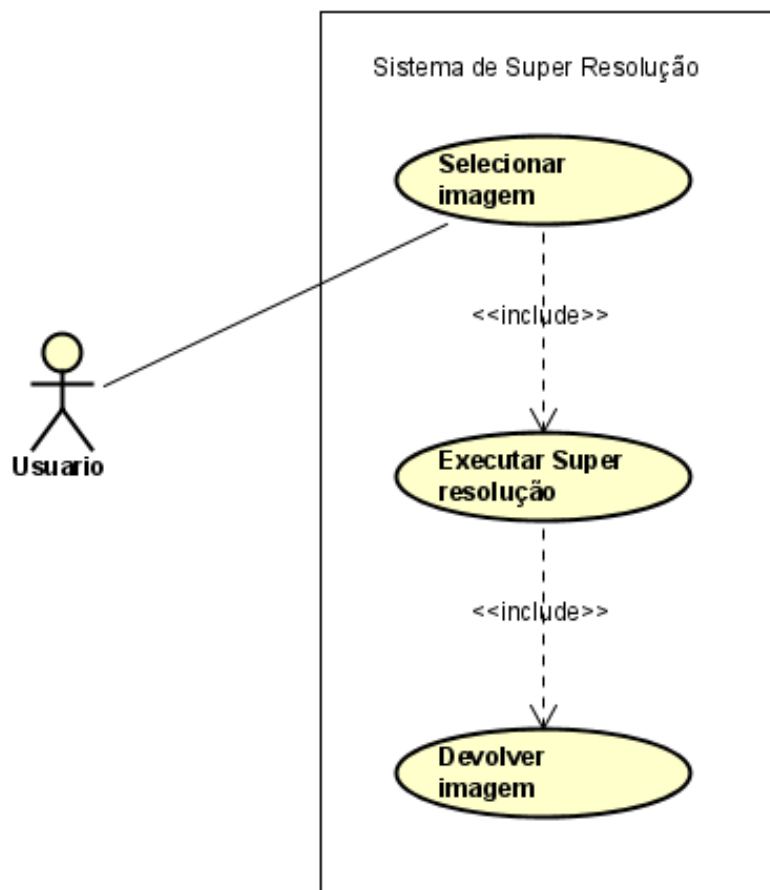 Sistema de Super Resolução
Selecionar
imagem
<<include>>
Usuario
Executar Super
resolução
<<include>>
Devolver
imagem